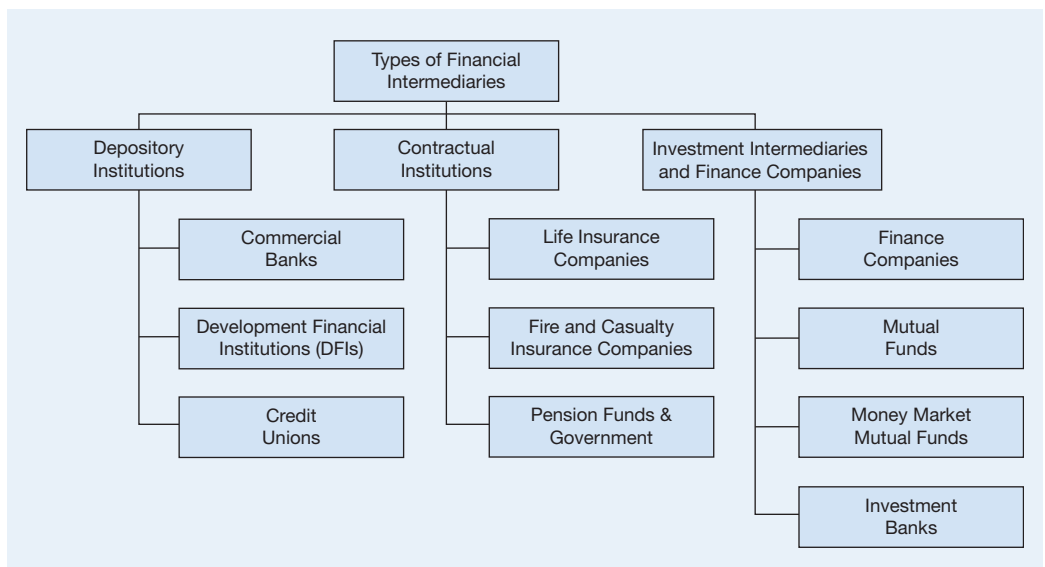 Types of Financial
Intermediaries
Depository
Institutions
Contractual
Institutions
Investment Intermediaries
and Finance Companies
Commercial
Banks
Development Financial
Institutions (DFIs)
Credit
Unions
Life Insurance
Companies
Fire and Casualty
Insurance Companies
Pension Funds &
Government
Finance
Companies
Mutual
Funds
Money Market
Mutual Funds
Investment
Banks